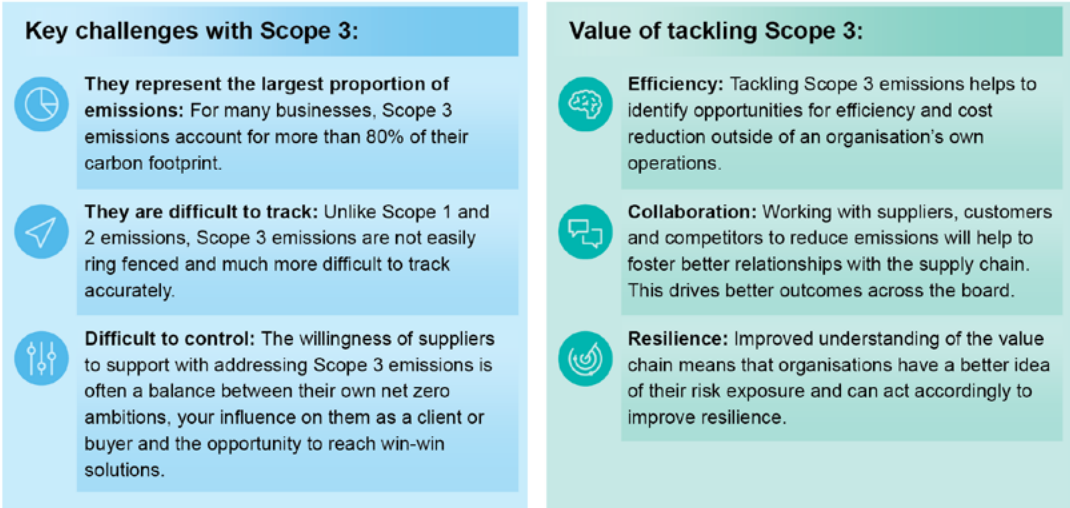 Key challenges with Scope 3:
They represent the largest proportion of
emissions: For many businesses, Scope 3
emissions account for more than 80% of their
carbon footprint.
They are difficult to track: Unlike Scope 1 and
2 emissions, Scope 3 emissions are not easily
ring fenced and much more difficult to track
accurately.
Difficult to control: The willingness of suppliers
to support with addressing Scope 3 emissions is
often a balance between their own net zero
ambitions, your influence on them as a client or
buyer and the opportunity to reach win-win
solutions.
Value of tackling Scope 3:
Efficiency: Tackling Scope 3 emissions helps to
identify opportunities for efficiency and cost
reduction outside of an organisation's own
operations.
Collaboration: Working with suppliers, customers
and competitors to reduce emissions will help to
foster better relationships with the supply chain.
This drives better outcomes across the board.
Resilience: Improved understanding of the value
chain means that organisations have a better idea
of their risk exposure and can act accordingly to
improve resilience.